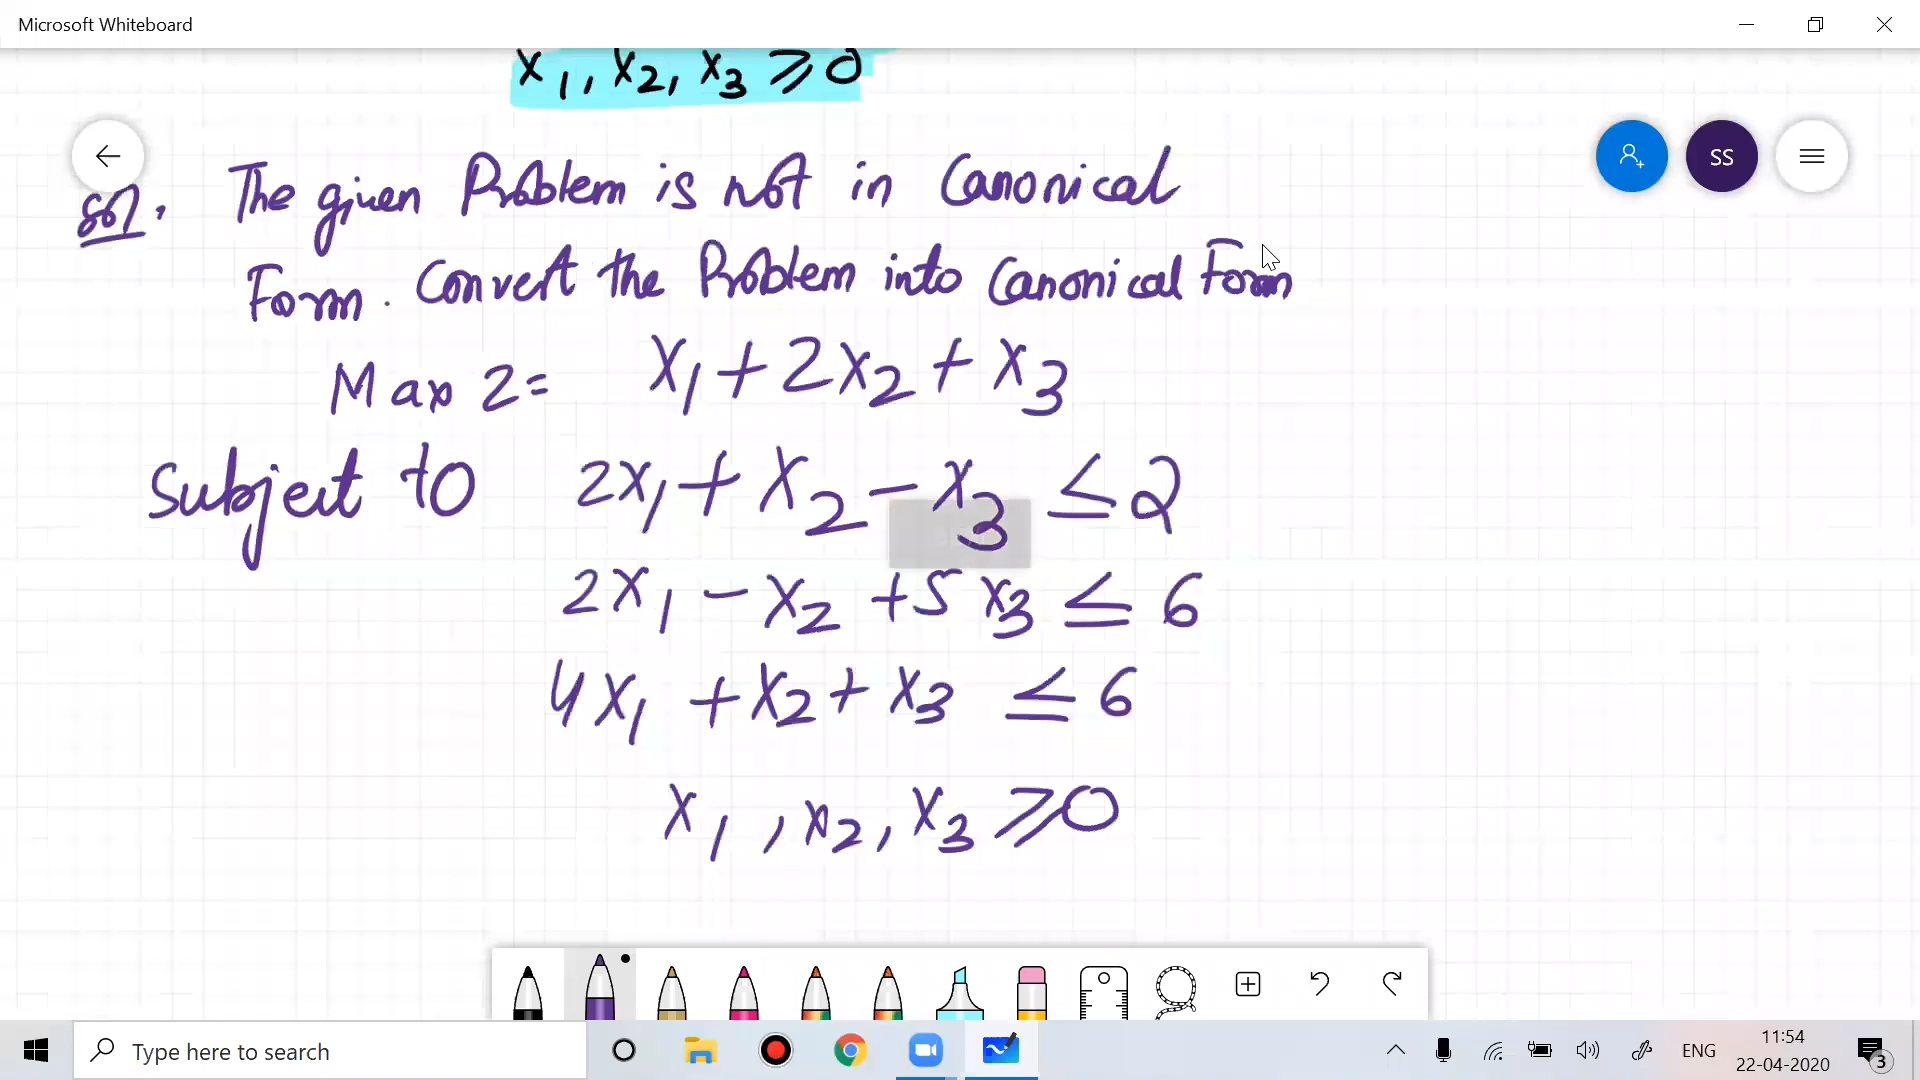 Microsoft Whiteboard
x1, x2, x3 ⩾ 0
SS
Sol. The given Problem is not in Canonical
Form. Convert the Problem into Canonical Form
Max Z = x1 + 2x2 + x3
Subject to 2x1 + x2 - x3 ≤ 2
2x1 - x2 + 5x3 ≤ 6
4x1 + x2 + x3 ≤ 6
x1, x2, x3 ⩾ 0
Type here to search
ENG
11:54
22-04-2020
3